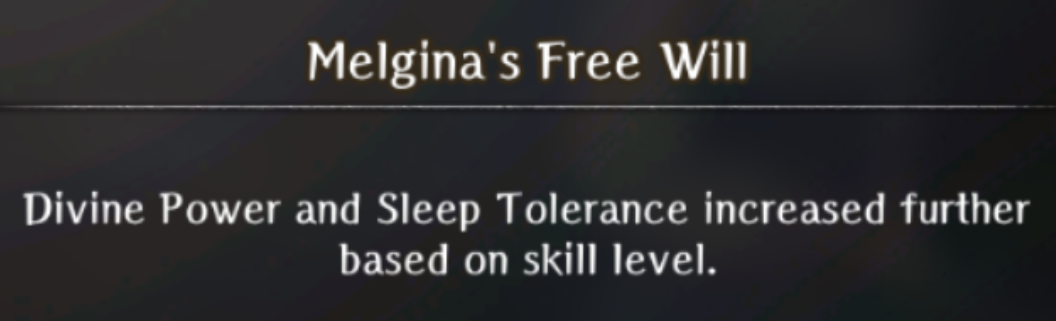 Melgina's Free Will
Divine Power and Sleep Tolerance increased further
based on skill level.